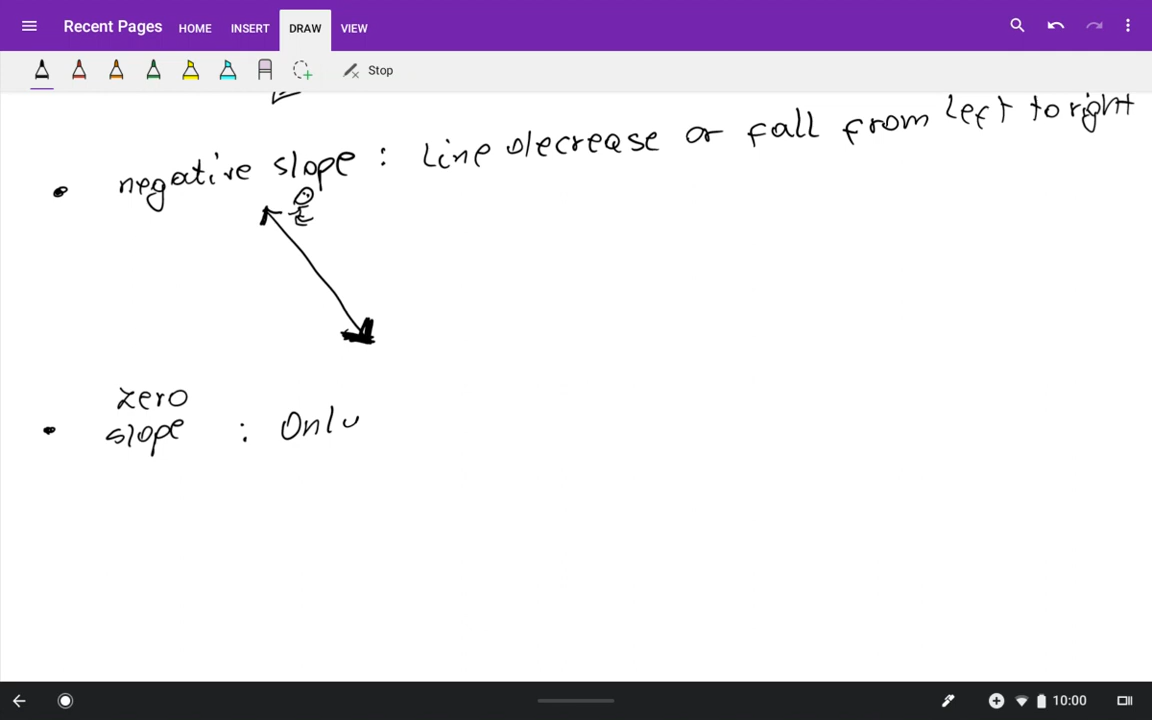 Recent Pages HOME INSERT DRAW VIEW
Stop
negative slope : Line decrease or fall from left to right
zero
slope : Only
10:00